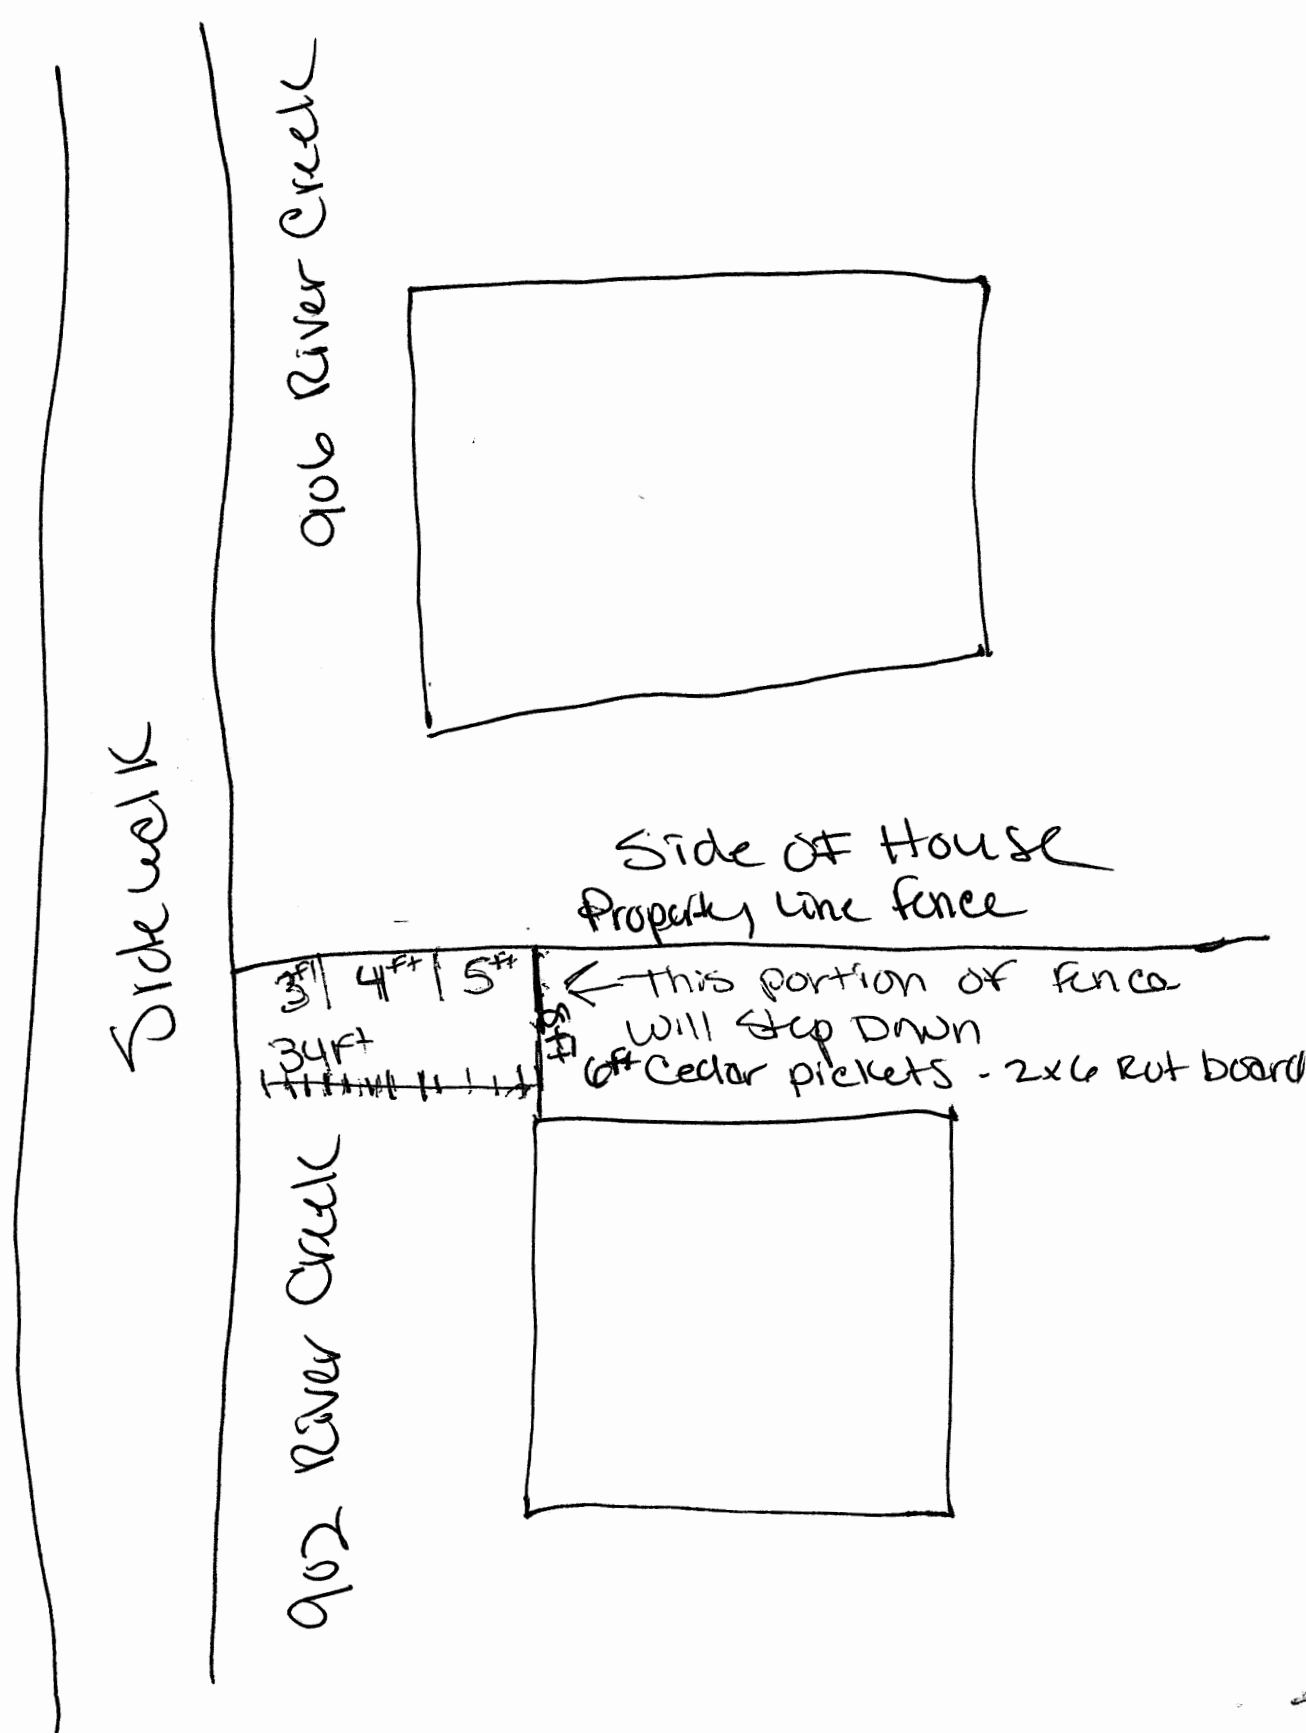 906 River Creek
Sidewalk
Side of House
Property Line fence
3ft 4ft 5ft
This portion of fence
will Step Down
34ft
6ft
6ft Cedar pickets - 2x6 Rot board
902 River Creek